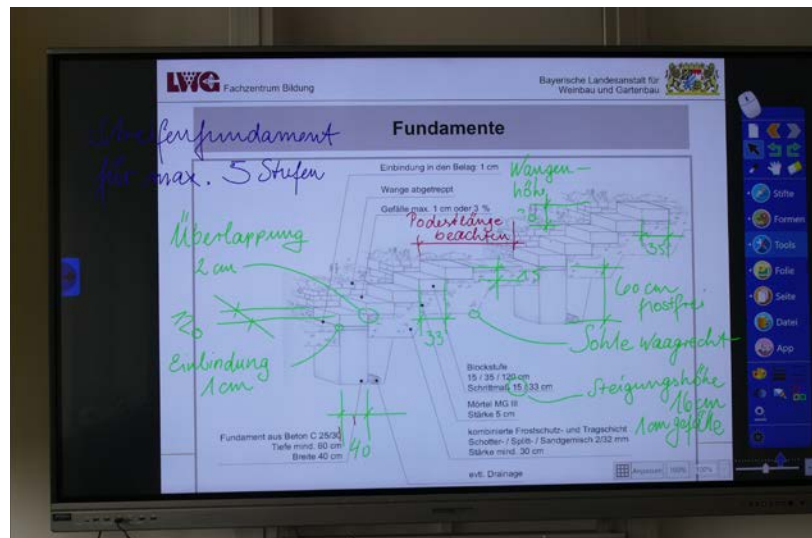 LWG Fachzentrum Bildung
Bayerische Landesanstalt für
Weinbau und Gartenbau
Fundamente
Streifenfundament
für max. 5 Stufen
Einbindung in den Belag: 1 cm
Wange abgetreppt
Gefälle max. 1 cm oder 3 %
Wangen-
höhe
Podestlänge
beachten
Überlappung
2 cm
35
15
60 cm
frostfrei
33
Einbindung
1 cm
Sohle waagrecht
Blockstufe
15 / 35 / 120 cm
Schrittmaß 15 / 33 cm
Steigungshöhe
16 cm
1 cm gefälle
Mörtel MG III
Stärke 5 cm
kombinierte Frostschutz- und Tragschicht
Schotter- / Splitt- / Sandgemisch 2/32 mm
Stärke mind. 30 cm
Fundament aus Beton C 25/30
Tiefe mind. 60 cm
Breite 40 cm
40
evtl. Drainage
Stifte
Formen
Tools
Folie
Seite
Datei
App
Anpassen
100%